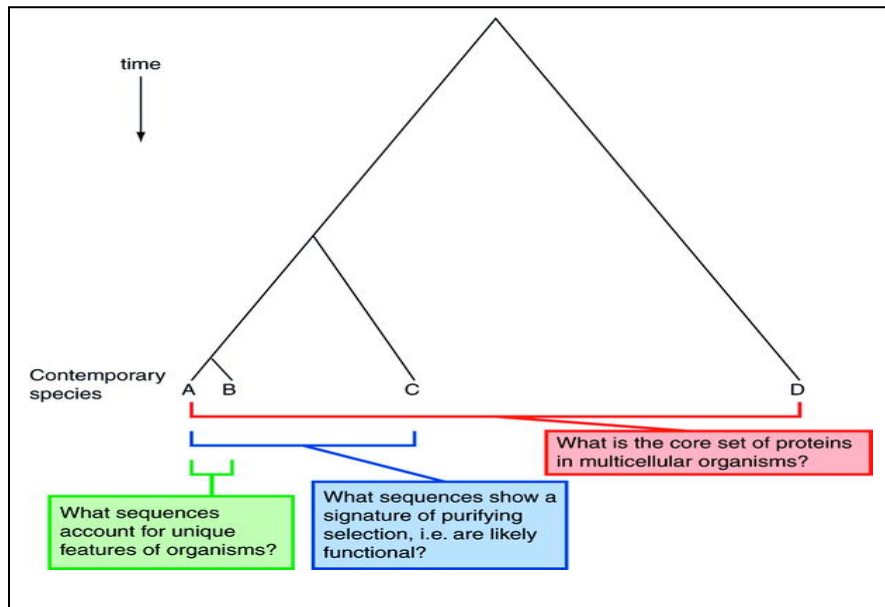 time
Contemporary
species
A
B
C
D
What is the core set of proteins
in multicellular organisms?
What sequences show a
signature of purifying
selection, i.e. are likely
functional?
What sequences
account for unique
features of organisms?